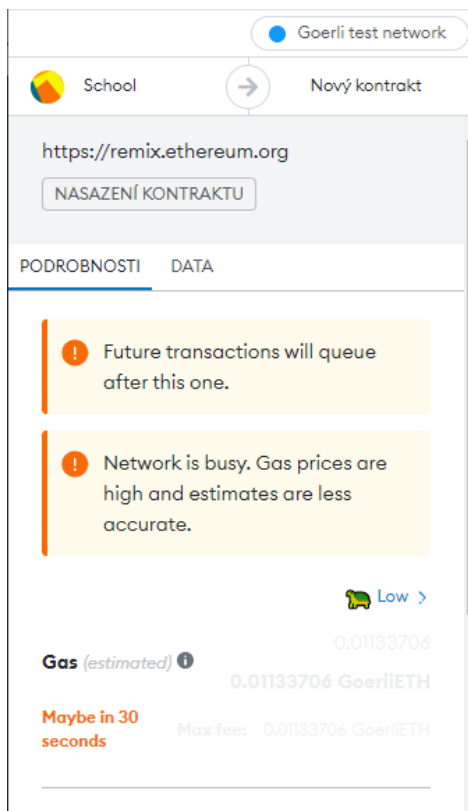 Goerli test network
School
Nový kontrakt
https://remix.ethereum.org
NASAZENÍ KONTRAKTU
PODROBNOSTI
DATA
Future transactions will queue
after this one.
Network is busy. Gas prices are
high and estimates are less
accurate.
Low >
0.01133706
Gas (estimated)
0.01133706 GoerliETH
Maybe in 30
seconds
Max fee: 0.01133706 GoerliETH